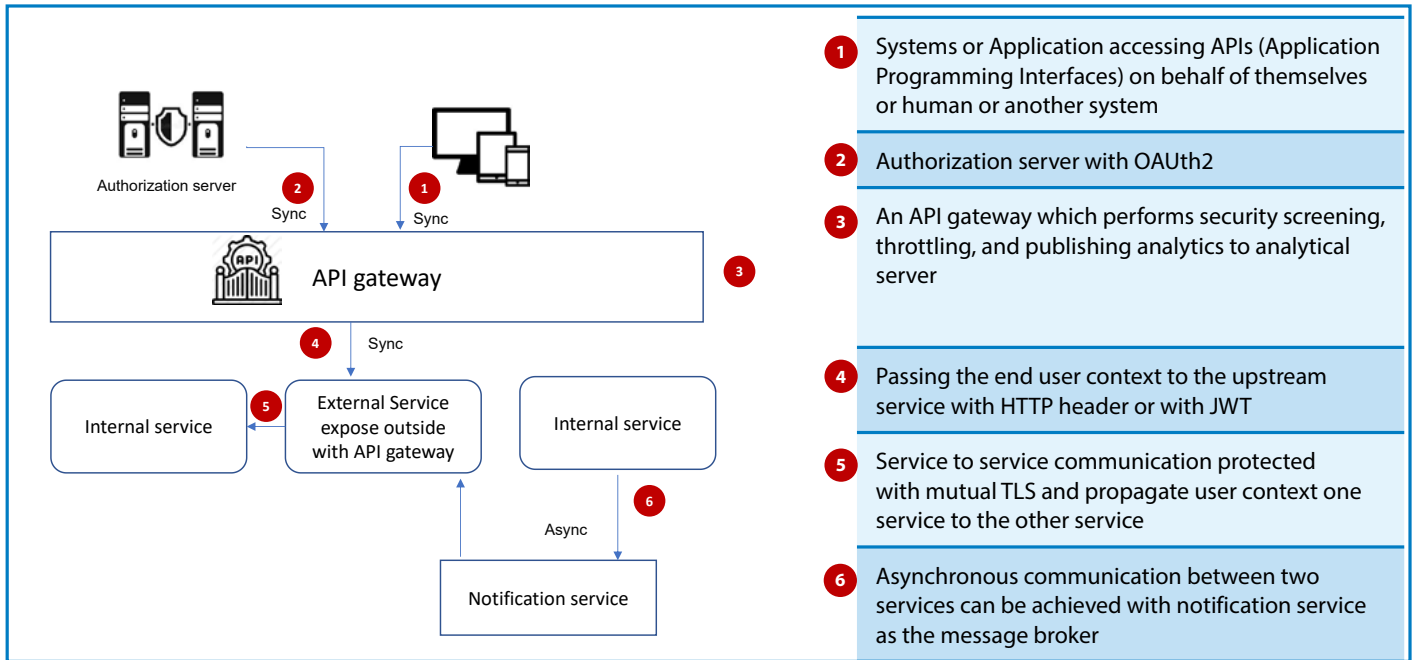 Authorization server
2
Sync
1
Sync
API
API gateway
3
4
Sync
Internal service
5
External Service
expose outside
with API gateway
Internal service
6
Async
Notification service
1
Systems or Application accessing APIs (Application
Programming Interfaces) on behalf of themselves
or human or another system
2
Authorization server with OAUth2
3
An API gateway which performs security screening,
throttling, and publishing analytics to analytical
server
4
Passing the end user context to the upstream
service with HTTP header or with JWT
5
Service to service communication protected
with mutual TLS and propagate user context one
service to the other service
6
Asynchronous communication between two
services can be achieved with notification service
as the message broker